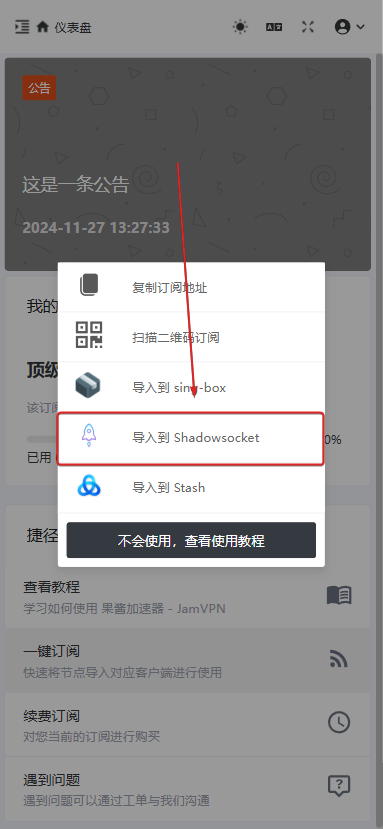 仪表盘
公告
这是一条公告
2024-11-27 13:27:33
我的
复制订阅地址
扫描二维码订阅
顶级
导入到 sing-box
该订阅
导入到 Shadowsocket
0%
已用
导入到 Stash
捷径
不会使用，查看使用教程
查看教程
学习如何使用 果酱加速器 - JamVPN
一键订阅
快速将节点导入对应客户端进行使用
续费订阅
对您当前的订阅进行购买
遇到问题
遇到问题可以通过工单与我们沟通